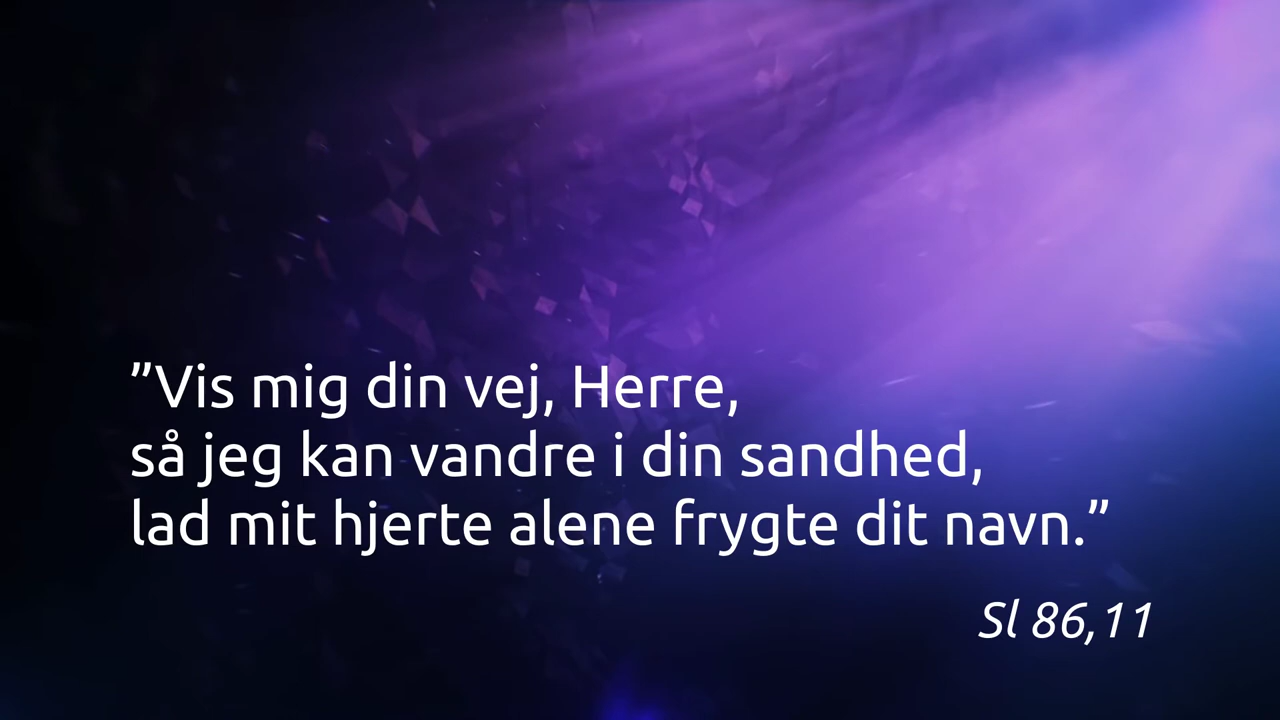 ”Vis mig din vej, Herre,
så jeg kan vandre i din sandhed,
lad mit hjerte alene frygte dit navn.”
Sl 86,11